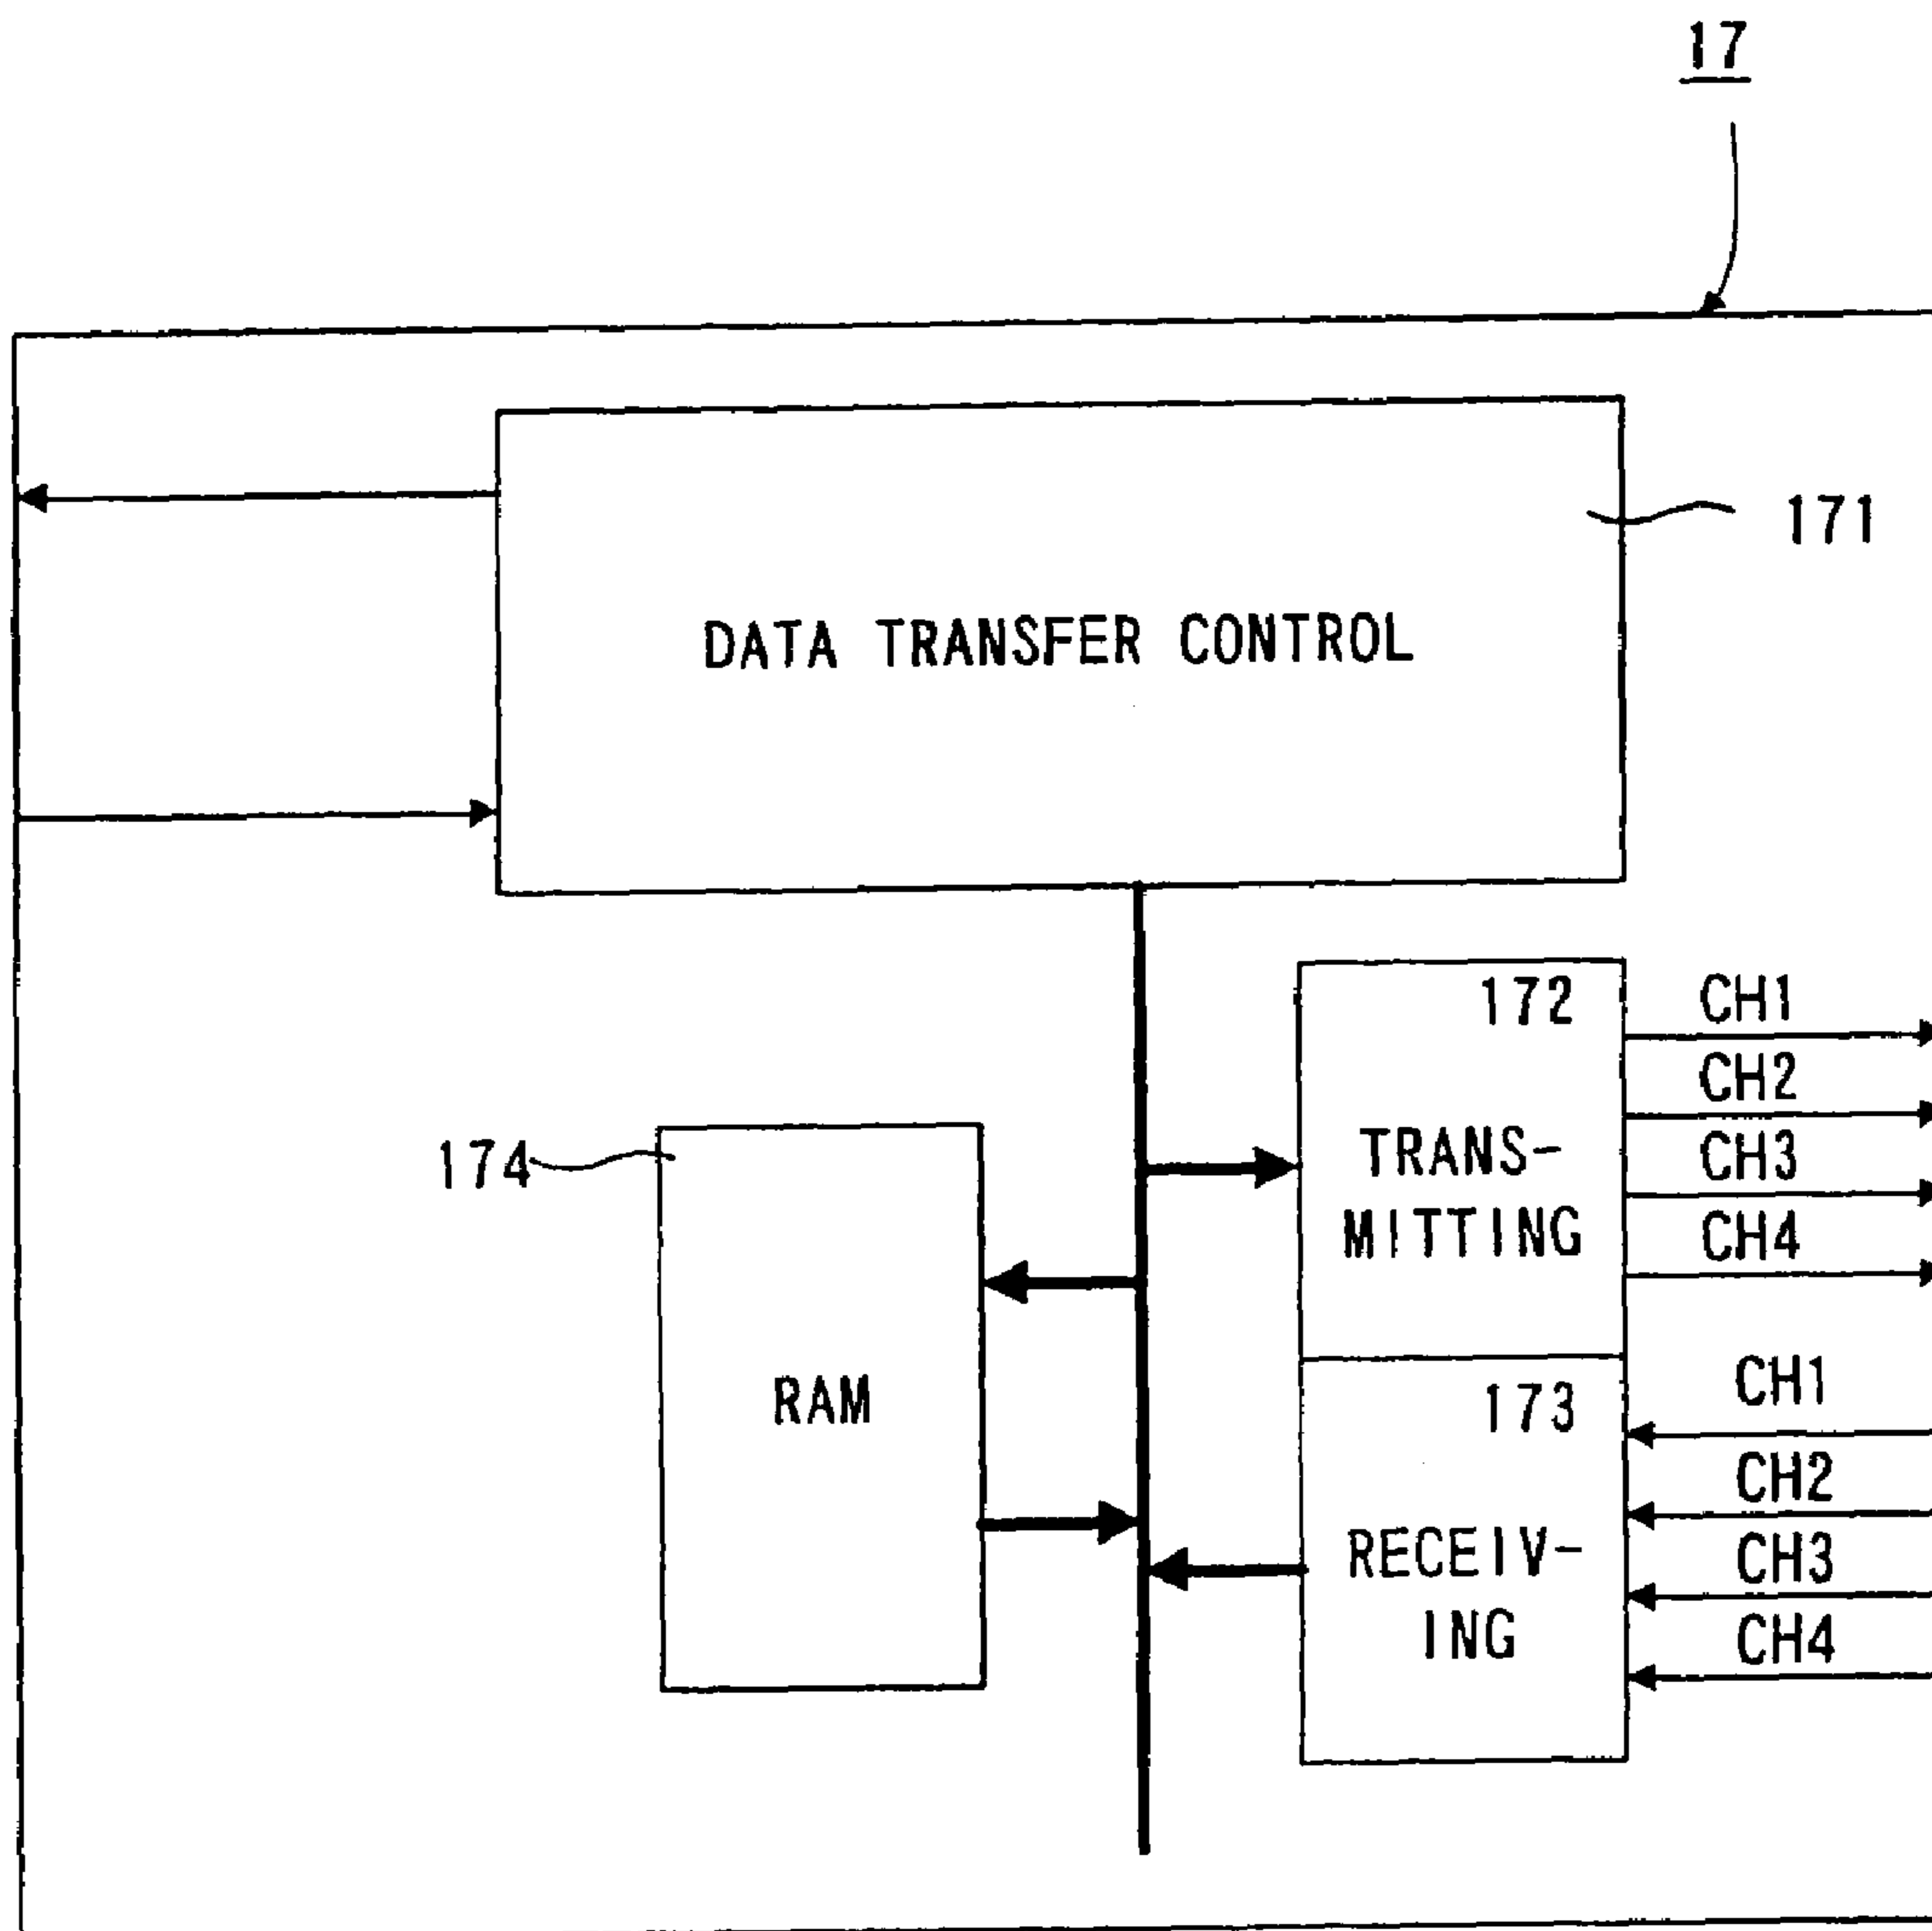 17
171
DATA TRANSFER CONTROL
172
CH1
CH2
TRANS-
CH3
MITTING
CH4
174
RAM
173
CH1
CH2
RECEIV-
CH3
ING
CH4